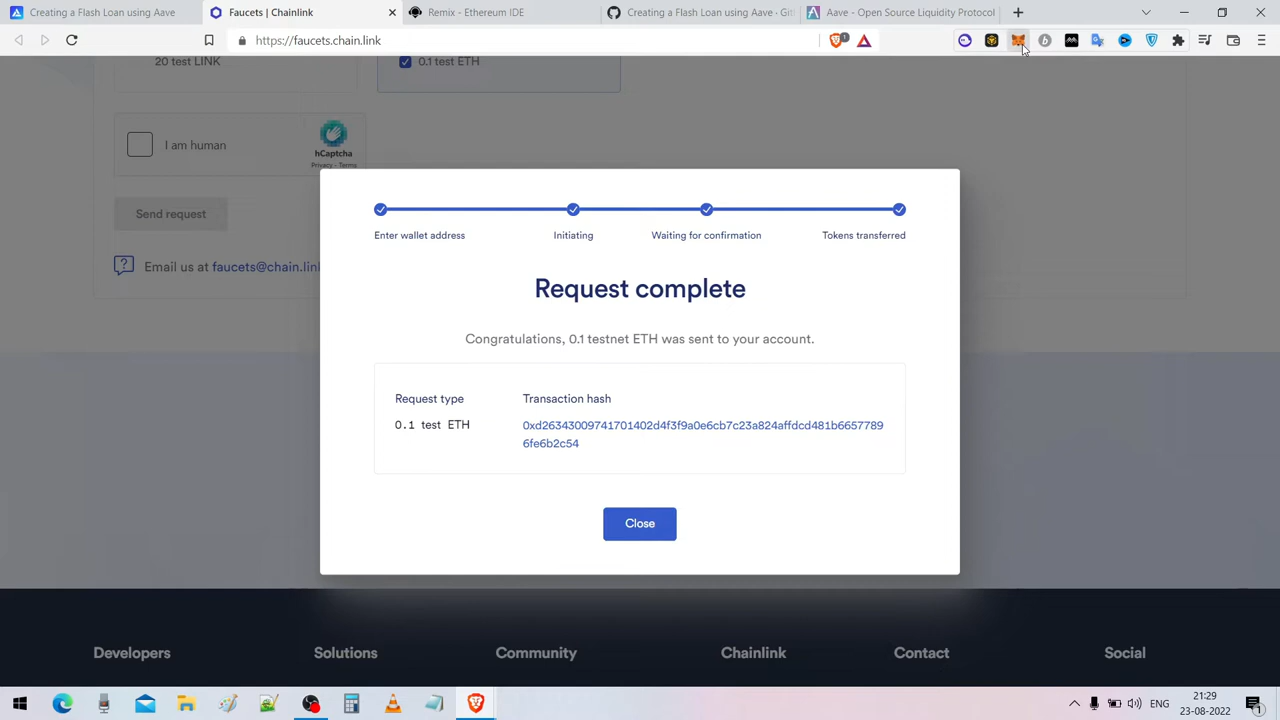 Creating a Flash Loan using Aave
Faucets | Chainlink
Remix - Ethereum IDE
Creating a Flash Loan using Aave - Git
Aave - Open Source Liquidity Protocol
https://faucets.chain.link
1
20 test LINK
0.1 test ETH
I am human
hCaptcha
Privacy - Terms
Send request
Email us at faucets@chain.link
Enter wallet address
Initiating
Waiting for confirmation
Tokens transferred
Request complete
Congratulations, 0.1 testnet ETH was sent to your account.
Request type
Transaction hash
0.1 test ETH
0xd26343009741701402d4f3f9a0e6cb7c23a824affdcd481b6657789
6fe6b2c54
Close
Developers
Solutions
Community
Chainlink
Contact
Social
ENG
21:29
23-08-2022
1